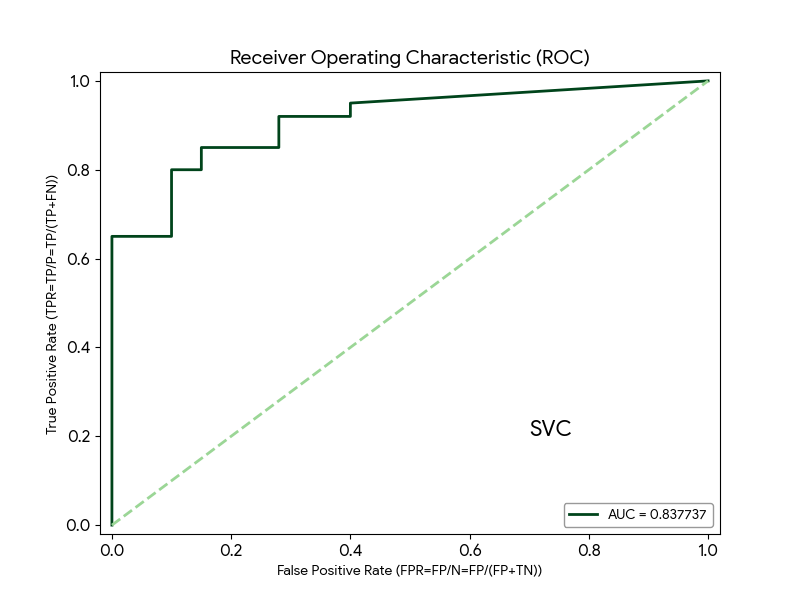 Receiver Operating Characteristic (ROC)
True Positive Rate (TPR=TP/P=TP/(TP+FN))
1.0
0.8
0.6
0.4
0.2
0.0
SVC
AUC = 0.837737
0.0 0.2 0.4 0.6 0.8 1.0
False Positive Rate (FPR=FP/N=FP/(FP+TN))